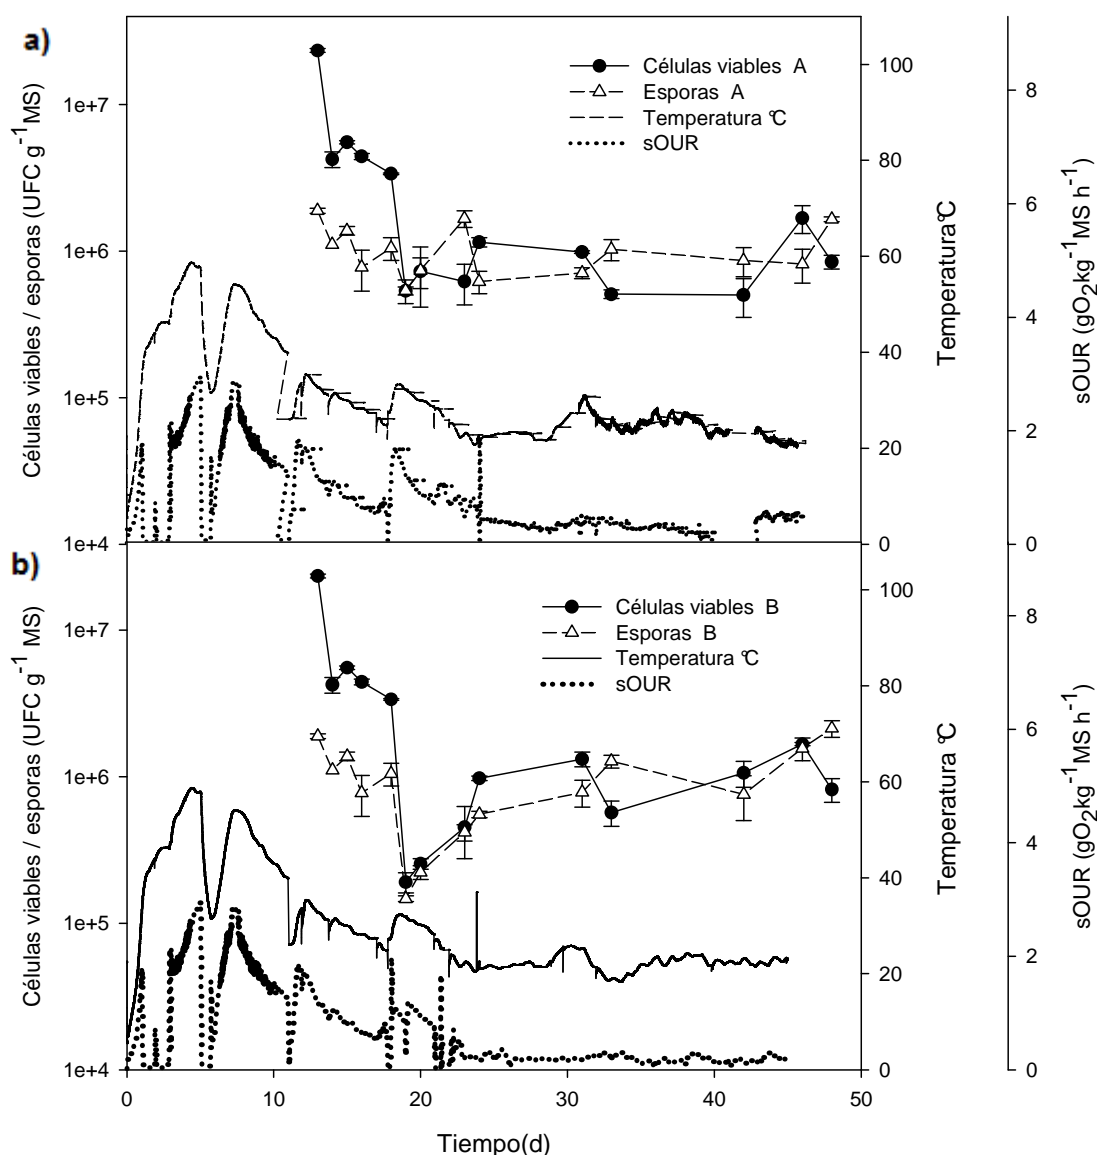 a)
Células viables / esporas (UFC g-1 MS)
1e+7
1e+6
1e+5
1e+4
Células viables A
Esporas A
Temperatura ºC
sOUR
100
80
60
40
20
0
TemperaturaºC
8
6
4
2
0
sOUR (gO2kg-1MS h-1)
b)
Células viables / esporas (UFC g-1 MS)
1e+7
1e+6
1e+5
1e+4
Células viables B
Esporas B
Temperatura ºC
sOUR
100
80
60
40
20
0
Temperatura ºC
8
6
4
2
0
sOUR (gO2kg-1MS h-1)
0 10 20 30 40 50
Tiempo(d)